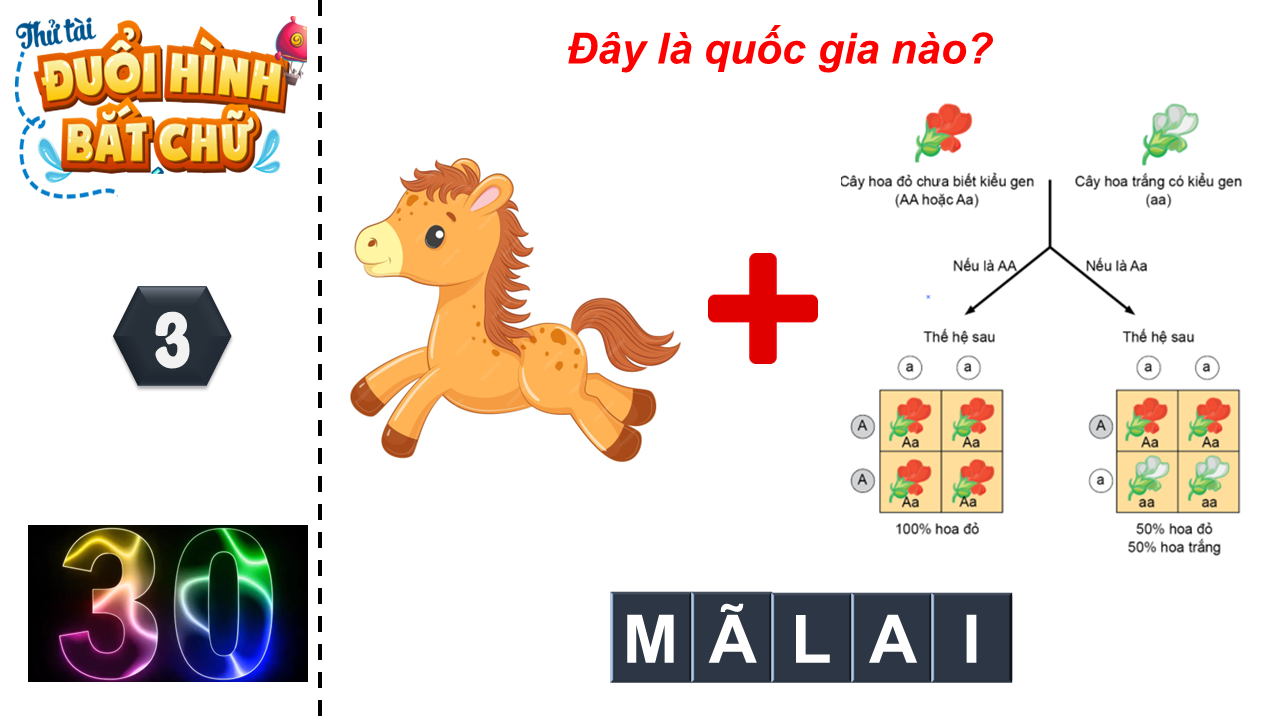 Thử tài
ĐUỔI HÌNH
BẮT CHỮ
Đây là quốc gia nào?
3
30
Cây hoa đỏ chưa biết kiểu gen
(AA hoặc Aa)
Cây hoa trắng có kiểu gen
(aa)
Nếu là AA
Nếu là Aa
Thế hệ sau
Thế hệ sau
a a
a a
A
Aa Aa
A
Aa Aa
A
Aa Aa
a
aa aa
100% hoa đỏ
50% hoa đỏ
50% hoa trắng
MÃLAI